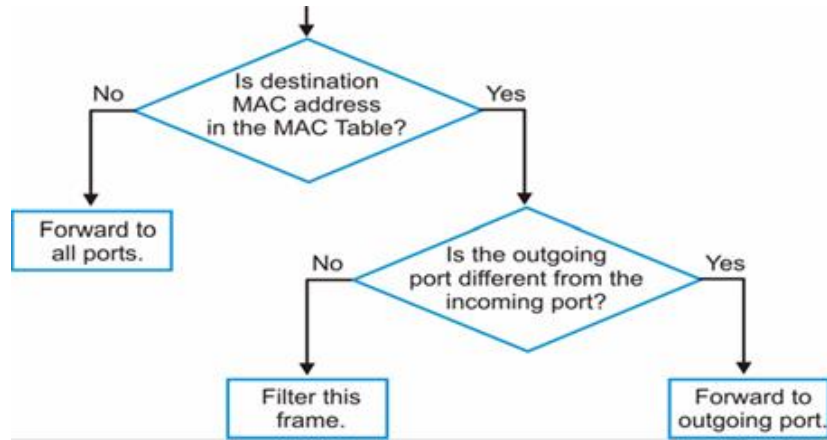 Is destination
MAC address
in the MAC Table?
No
Yes
Forward to
all ports.
Is the outgoing
port different from the
incoming port?
No
Yes
Filter this
frame.
Forward to
outgoing port.